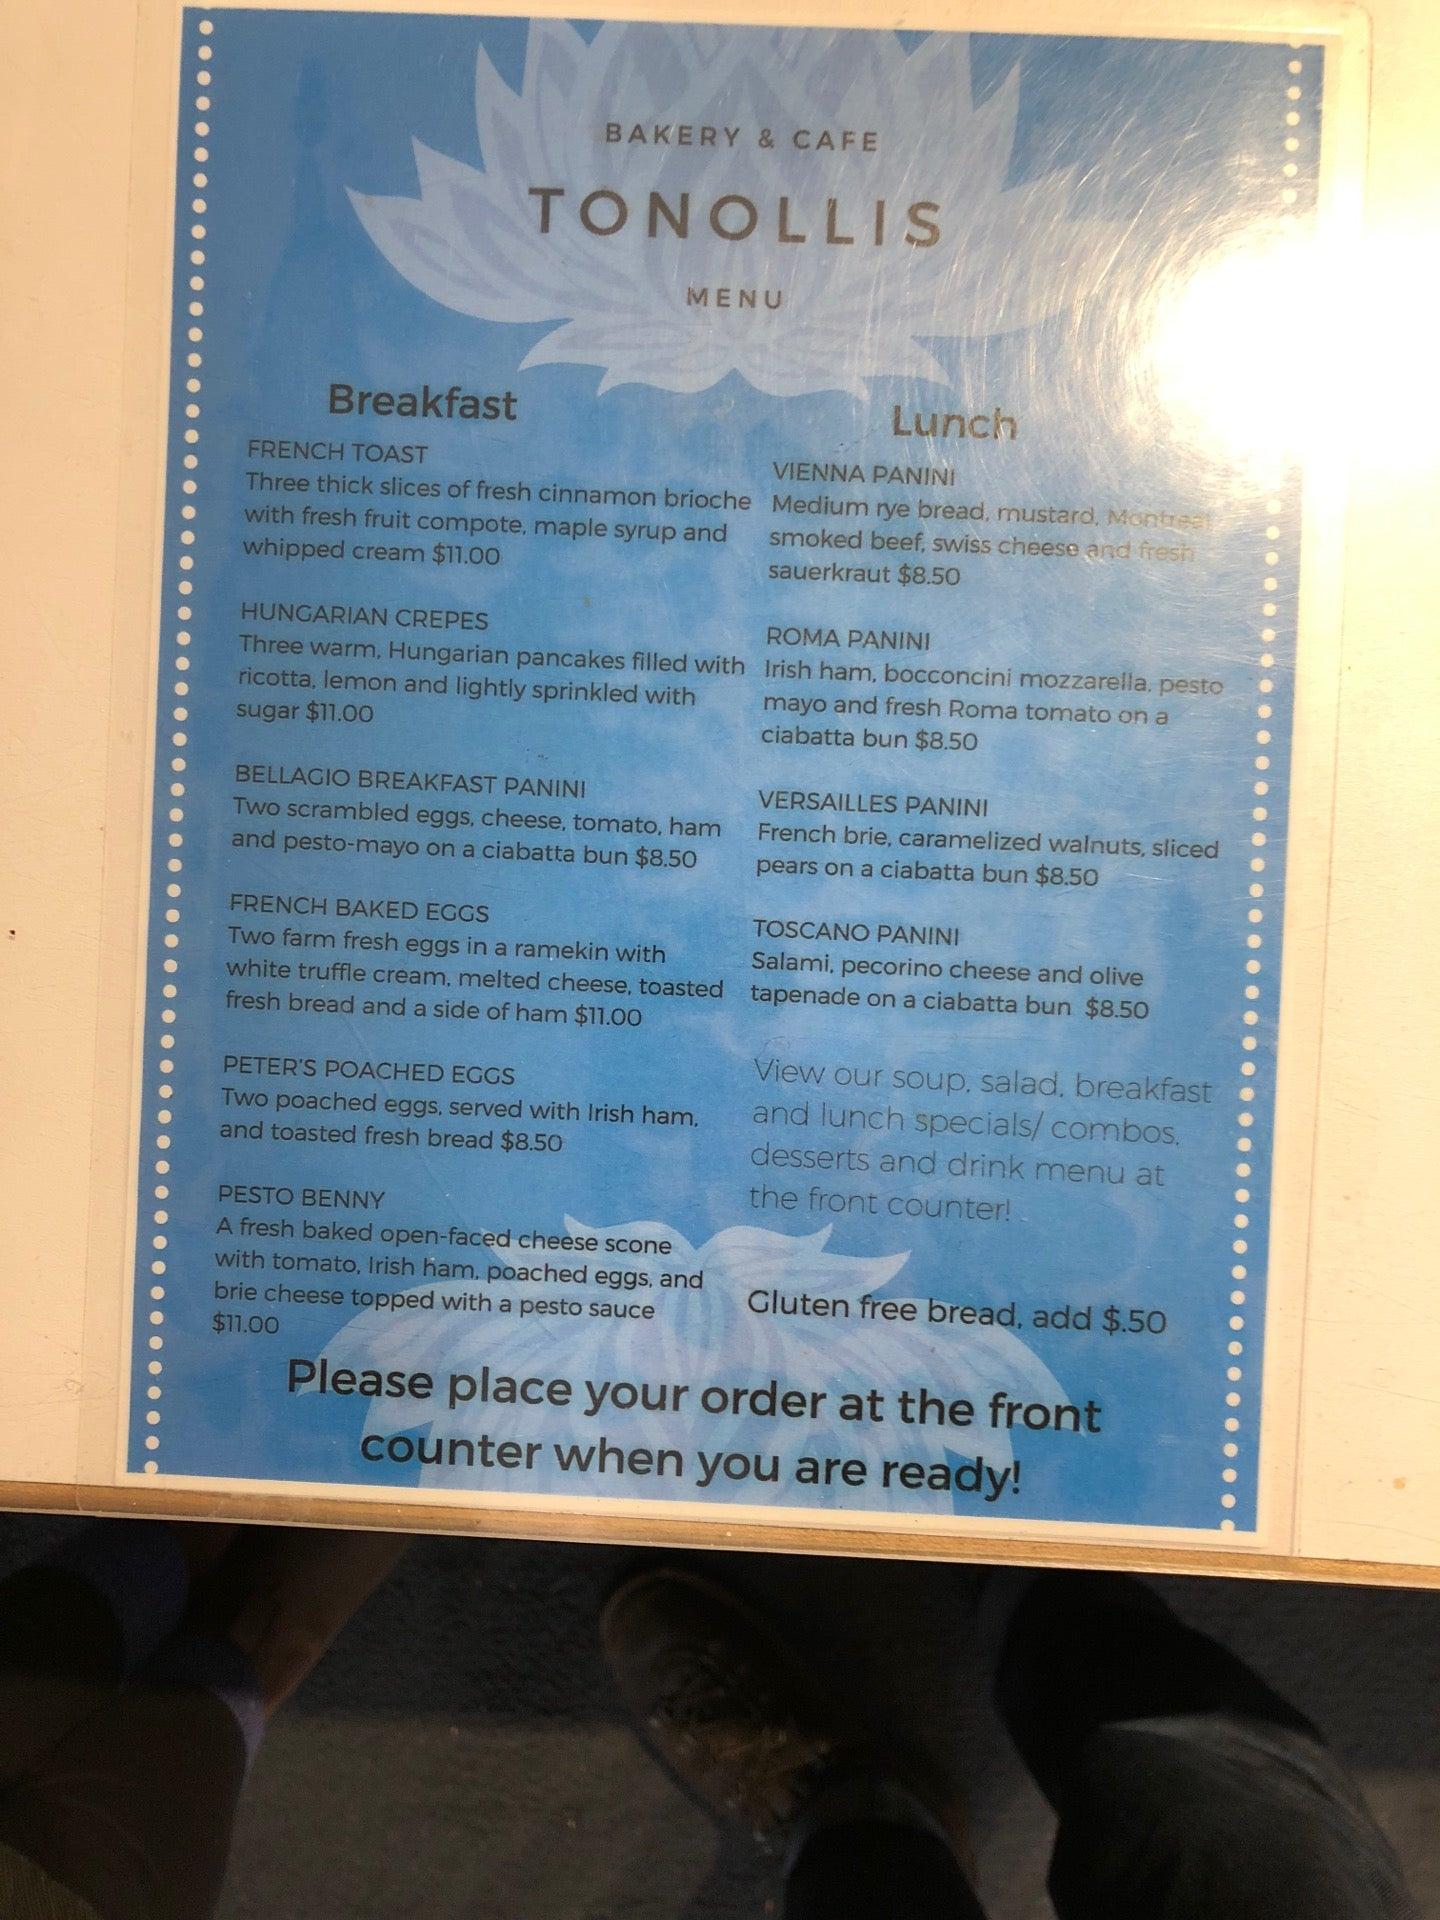 BAKERY & CAFE
TONOLLIS
MENU
Breakfast
FRENCH TOAST
Three thick slices of fresh cinnamon brioche
with fresh fruit compote, maple syrup and
whipped cream $11.00
HUNGARIAN CREPES
Three warm, Hungarian pancakes filled with
ricotta, lemon and lightly sprinkled with
sugar $11.00
BELLAGIO BREAKFAST PANINI
Two scrambled eggs, cheese, tomato, ham
and pesto-mayo on a ciabatta bun $8.50
FRENCH BAKED EGGS
Two farm fresh eggs in a ramekin with
white truffle cream, melted cheese, toasted
fresh bread and a side of ham $11.00
PETER'S POACHED EGGS
Two poached eggs, served with Irish ham,
and toasted fresh bread $8.50
PESTO BENNY
A fresh baked open-faced cheese scone
with tomato, Irish ham, poached eggs, and
brie cheese topped with a pesto sauce
$11.00
Lunch
VIENNA PANINI
Medium rye bread, mustard, Montreal
smoked beef, swiss cheese and fresh
sauerkraut $8.50
ROMA PANINI
Irish ham, bocconcini mozzarella, pesto
mayo and fresh Roma tomato on a
ciabatta bun $8.50
VERSAILLES PANINI
French brie, caramelized walnuts, sliced
pears on a ciabatta bun $8.50
TOSCANO PANINI
Salami, pecorino cheese and olive
tapenade on a ciabatta bun $8.50
View our soup, salad, breakfast
and lunch specials/ combos,
desserts and drink menu at
the front counter!
Gluten free bread, add $.50
Please place your order at the front
counter when you are ready!